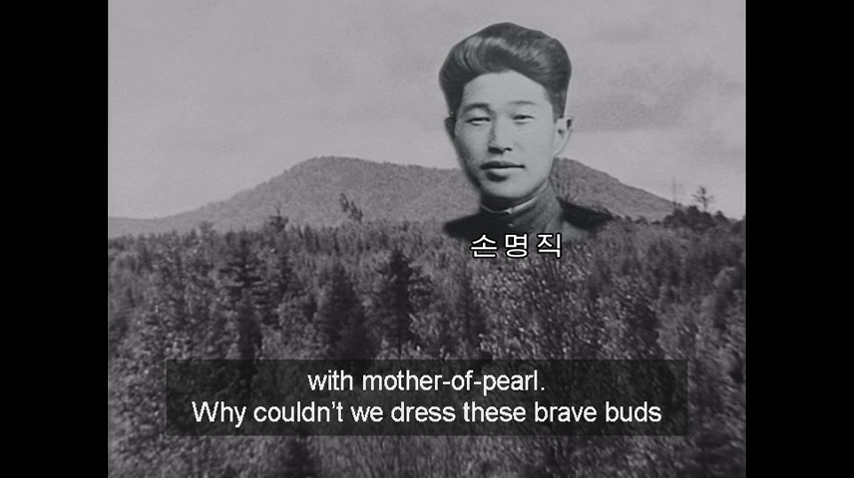 손명직
with mother-of-pearl.
Why couldn't we dress these brave buds